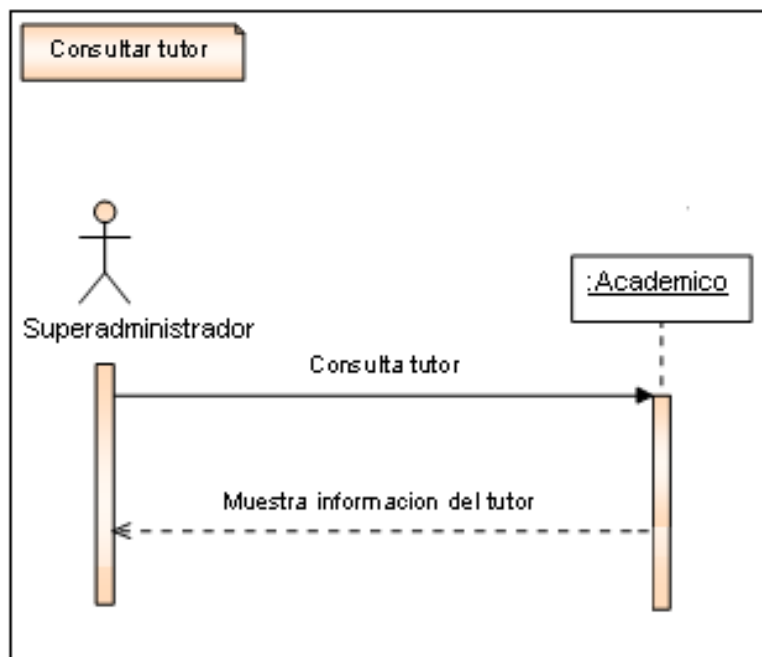 Consultar tutor
Superadministrador
:Academico
Consulta tutor
Muestra informacion del tutor